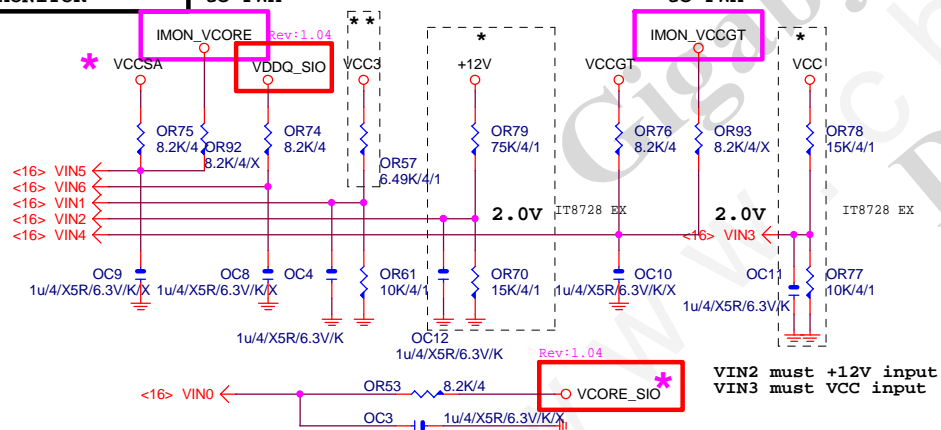 IMON_VCORE
Rev:1.04
**
*
IMON_VCCGT
*
*
VCCSA
VDDQ_SIO
VCC3
+12V
VCCGT
VCC
OR75
8.2K/4
OR92
8.2K/4/X
OR74
8.2K/4
OR57
6.49K/4/1
OR79
75K/4/1
OR76
8.2K/4
OR93
8.2K/4/X
OR78
15K/4/1
<16> VIN5
<16> VIN6
<16> VIN1
<16> VIN2
<16> VIN4
2.0V
IT8728 EX
2.0V
IT8728 EX
<16> VIN3
OC9
1u/4/X5R/6.3V/K/X
OC8
1u/4/X5R/6.3V/K/X
OC4
1u/4/X5R/6.3V/K
OR61
10K/4/1
OC12
1u/4/X5R/6.3V/K
OR70
15K/4/1
OC10
1u/4/X5R/6.3V/K/X
OC11
1u/4/X5R/6.3V/K
OR77
10K/4/1
Rev:1.04
VIN2 must +12V input
VIN3 must VCC input
<16> VIN0
OR53
8.2K/4
VCORE_SIO
*
OC3
1u/4/X5R/6.3V/K/X
Gigaby